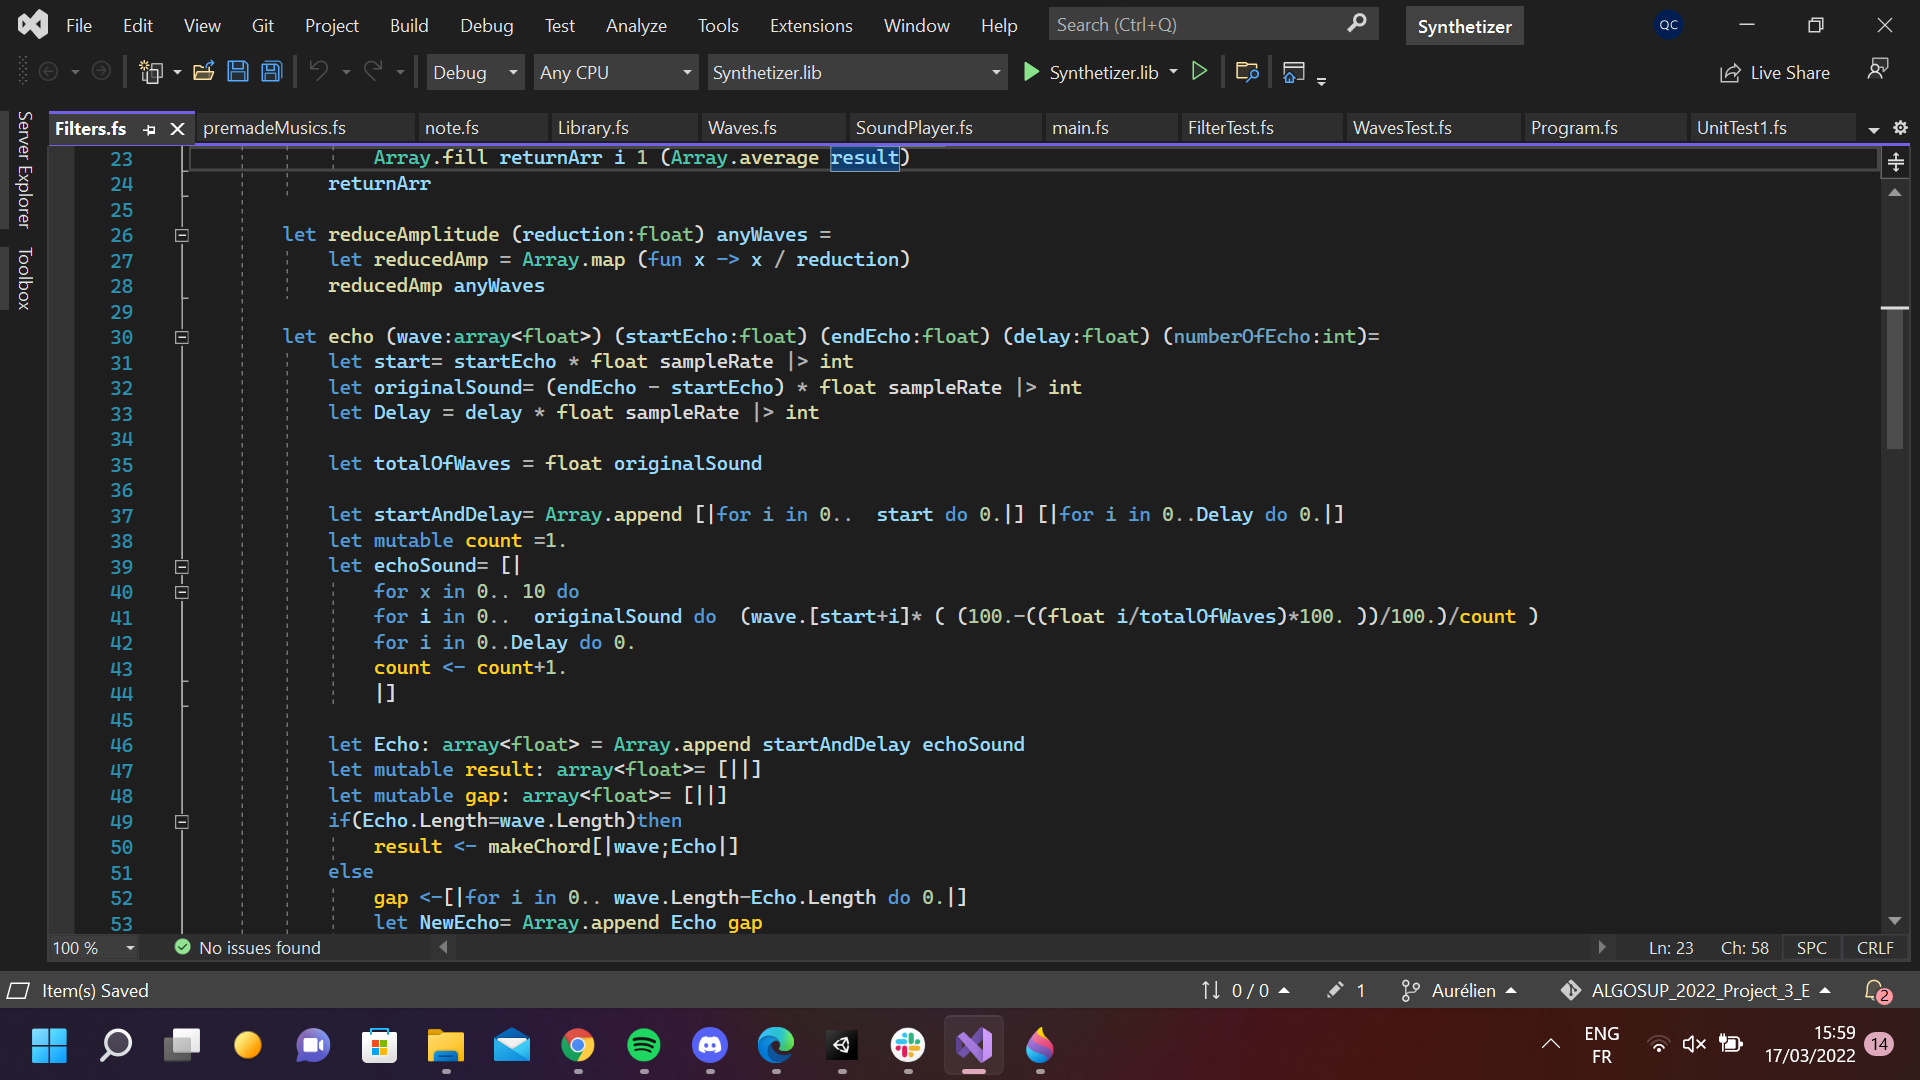 File Edit View Git Project Build Debug Test Analyze Tools Extensions Window Help Search (Ctrl+Q) Synthetizer QC
Debug Any CPU Synthetizer.lib Synthetizer.lib Live Share
Server Explorer
Toolbox
Filters.fs premadeMusics.fs note.fs Library.fs Waves.fs SoundPlayer.fs main.fs FilterTest.fs WavesTest.fs Program.fs UnitTest1.fs
23 Array.fill returnArr i 1 (Array.average result)
24 returnArr
25
26 let reduceAmplitude (reduction:float) anyWaves =
27 let reducedAmp = Array.map (fun x -> x / reduction)
28 reducedAmp anyWaves
29
30 let echo (wave:array<float>) (startEcho:float) (endEcho:float) (delay:float) (numberOfEcho:int)=
31 let start= startEcho * float sampleRate |> int
32 let originalSound= (endEcho - startEcho) * float sampleRate |> int
33 let Delay = delay * float sampleRate |> int
34
35 let totalOfWaves = float originalSound
36
37 let startAndDelay= Array.append [|for i in 0..  start do 0.|] [|for i in 0..Delay do 0.|]
38 let mutable count =1.
39 let echoSound= [|
40 for x in 0.. 10 do
41 for i in 0..  originalSound do  (wave.[start+i]* ( (100.-((float i/totalOfWaves)*100. ))/100.)/count )
42 for i in 0..Delay do 0.
43 count <- count+1.
44 |]
45
46 let Echo: array<float> = Array.append startAndDelay echoSound
47 let mutable result: array<float>= [||]
48 let mutable gap: array<float>= [||]
49 if(Echo.Length=wave.Length)then
50 result <- makeChord[|wave;Echo|]
51 else
52 gap <-[|for i in 0.. wave.Length-Echo.Length do 0.|]
53 let NewEcho= Array.append Echo gap
100 % No issues found Ln: 23 Ch: 58 SPC CRLF
Item(s) Saved 0 / 0 1 Aurélien ALGOSUP_2022_Project_3_E 2
ENG 15:59
FR 17/03/2022 14